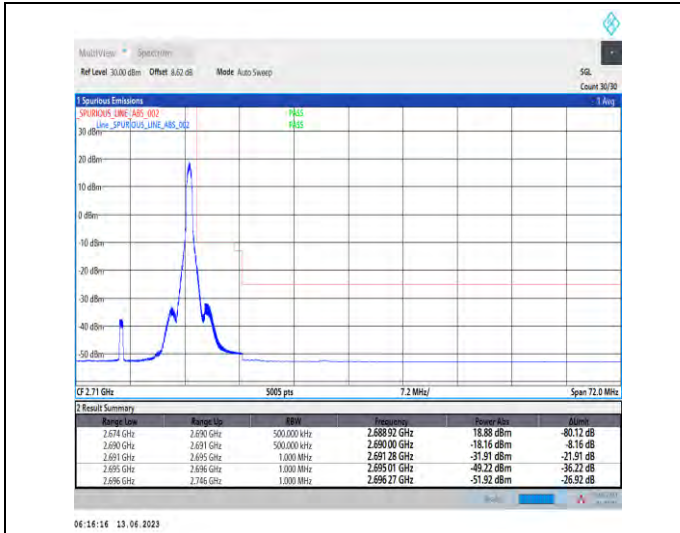 MultiView Spectrum
Ref Level 30.00 dBm Offset 8.62 dB Mode Auto Sweep SGL
Count 30/30
1 Spurious Emissions 1 Avg
_SPURIOUS_LINE_ABS_002 PASS
Line _SPURIOUS_LINE_ABS_002 PASS
30 dBm
20 dBm
10 dBm
0 dBm
-10 dBm
-20 dBm
-30 dBm
-40 dBm
-50 dBm
CF 2.71 GHz 5005 pts 7.2 MHz/ Span 72.0 MHz
2 Result Summary
Range Low Range Up RBW Frequency Power Abs ΔLimit
2.674 GHz 2.690 GHz 500.000 kHz 2.688 92 GHz 18.88 dBm -80.12 dB
2.690 GHz 2.691 GHz 500.000 kHz 2.690 00 GHz -18.16 dBm -8.16 dB
2.691 GHz 2.695 GHz 1.000 MHz 2.691 28 GHz -31.91 dBm -21.91 dB
2.695 GHz 2.696 GHz 1.000 MHz 2.695 01 GHz -49.22 dBm -36.22 dB
2.696 GHz 2.746 GHz 1.000 MHz 2.696 27 GHz -51.92 dBm -26.92 dB
06:16:16 13.06.2023